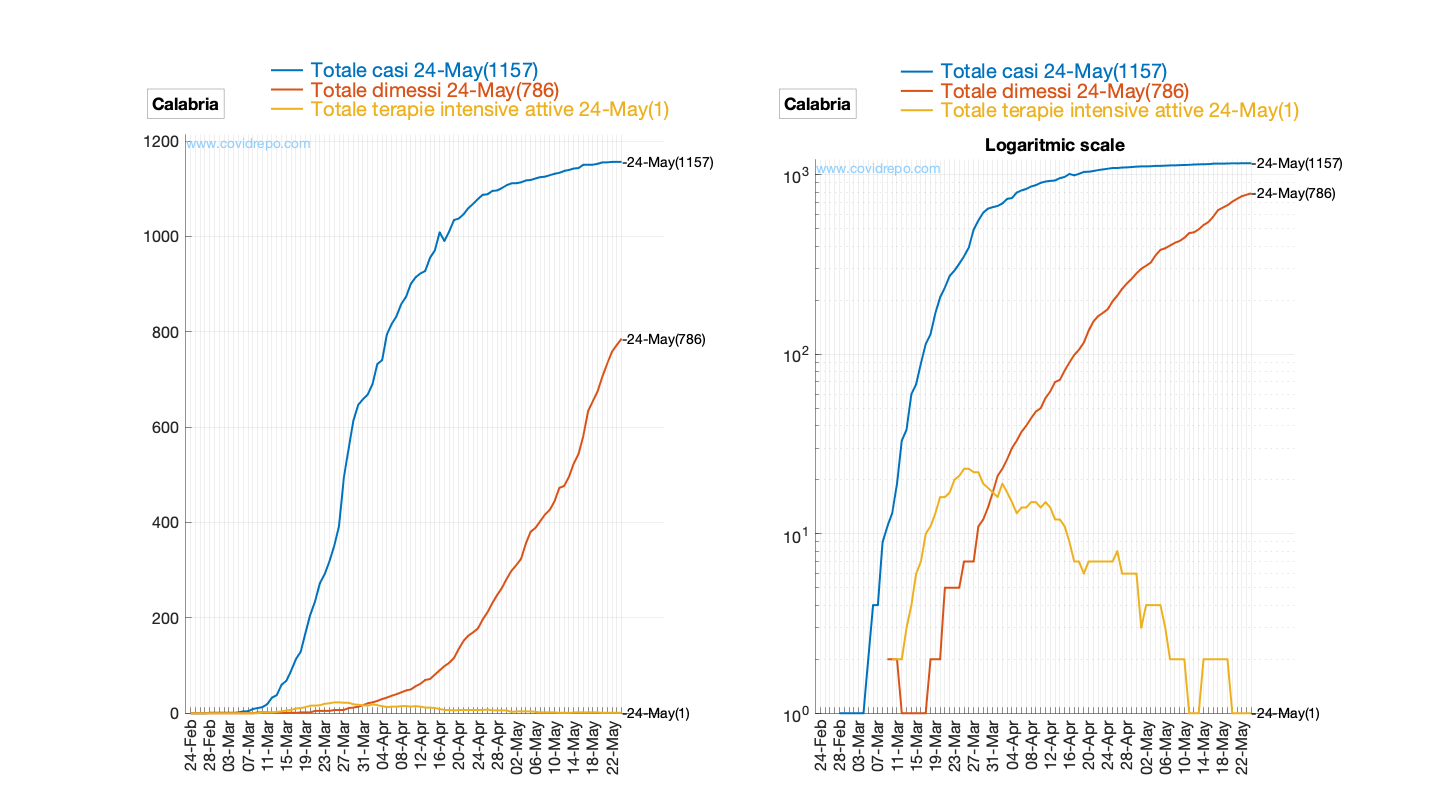 Totale casi 24-May(1157)
Totale dimessi 24-May(786)
Totale terapie intensive attive 24-May(1)
Calabria
www.covidrepo.com
1200
1000
800
600
400
200
0
-24-May(1157)
-24-May(786)
-24-May(1)
24-Feb
28-Feb
03-Mar
07-Mar
11-Mar
15-Mar
19-Mar
23-Mar
27-Mar
31-Mar
04-Apr
08-Apr
12-Apr
16-Apr
20-Apr
24-Apr
28-Apr
02-May
06-May
10-May
14-May
18-May
22-May
Totale casi 24-May(1157)
Totale dimessi 24-May(786)
Totale terapie intensive attive 24-May(1)
Calabria
Logaritmic scale
www.covidrepo.com
10^3
10^2
10^1
10^0
-24-May(1157)
-24-May(786)
-24-May(1)
24-Feb
28-Feb
03-Mar
07-Mar
11-Mar
15-Mar
19-Mar
23-Mar
27-Mar
31-Mar
04-Apr
08-Apr
12-Apr
16-Apr
20-Apr
24-Apr
28-Apr
02-May
06-May
10-May
14-May
18-May
22-May